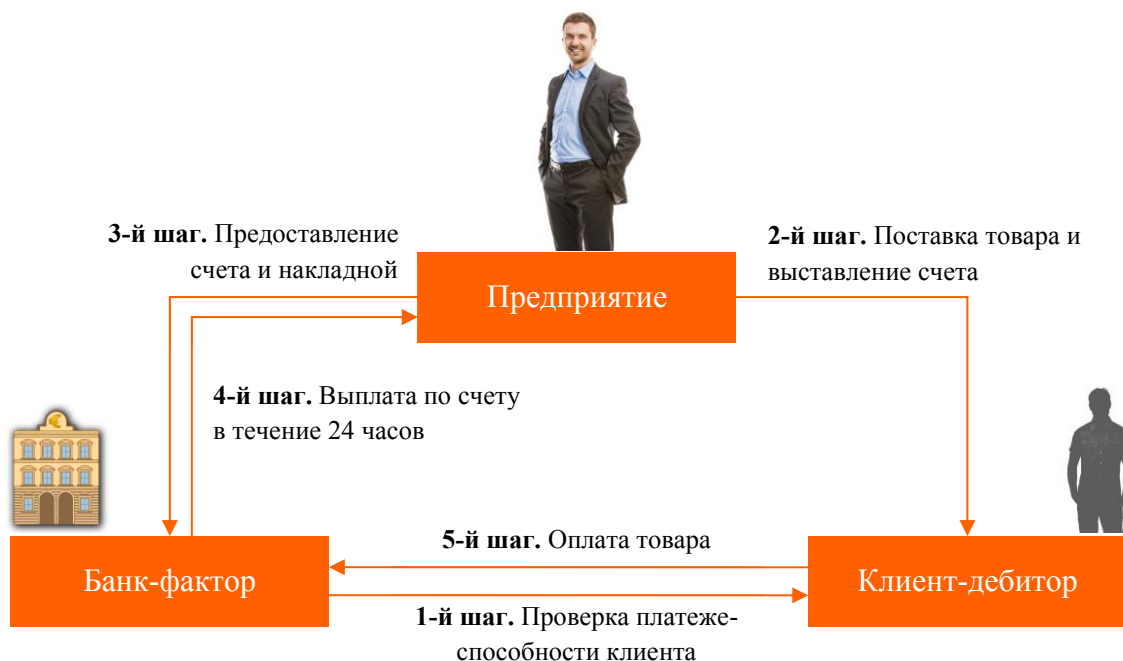 3-й шаг. Предоставление
счета и накладной
2-й шаг. Поставка товара и
выставление счета
Предприятие
4-й шаг. Выплата по счету
в течение 24 часов
5-й шаг. Оплата товара
Банк-фактор
Клиент-дебитор
1-й шаг. Проверка платеже-
способности клиента